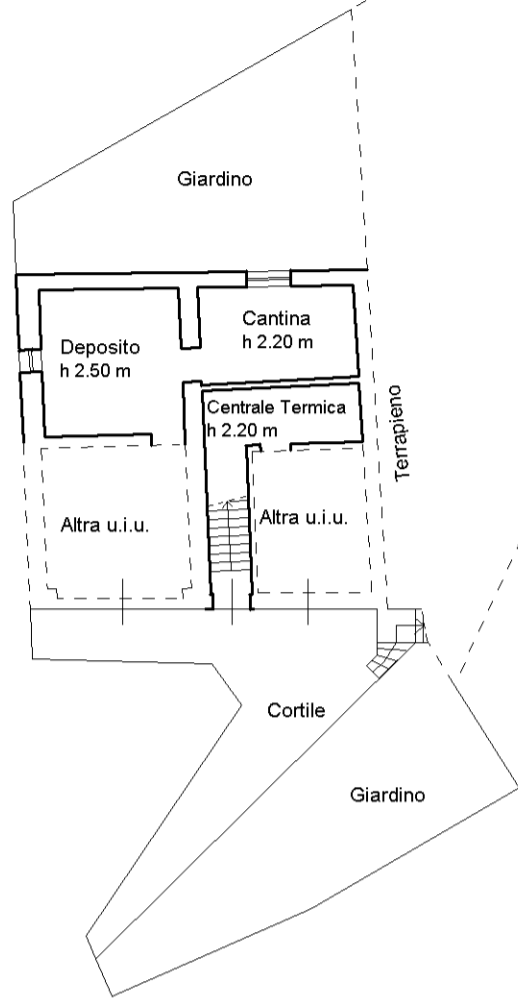 Giardino
Cantina
h 2.20 m
Deposito
h 2.50 m
Centrale Termica
h 2.20 m
Terrapieno
Altra u.i.u.
Altra u.i.u.
Cortile
Giardino